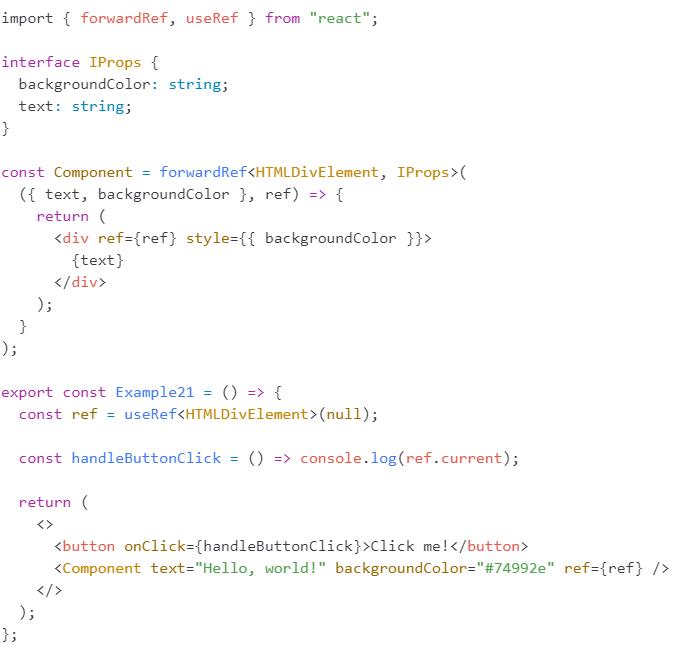 import { forwardRef, useRef } from "react";

interface IProps {
  backgroundColor: string;
  text: string;
}

const Component = forwardRef<HTMLDivElement, IProps>(
  ({ text, backgroundColor }, ref) => {
    return (
      <div ref={ref} style={{ backgroundColor }}>
        {text}
      </div>
    );
  }
);

export const Example21 = () => {
  const ref = useRef<HTMLDivElement>(null);

  const handleButtonClick = () => console.log(ref.current);

  return (
    <>
      <button onClick={handleButtonClick}>Click me!</button>
      <Component text="Hello, world!" backgroundColor="#74992e" ref={ref} />
    </>
  );
};